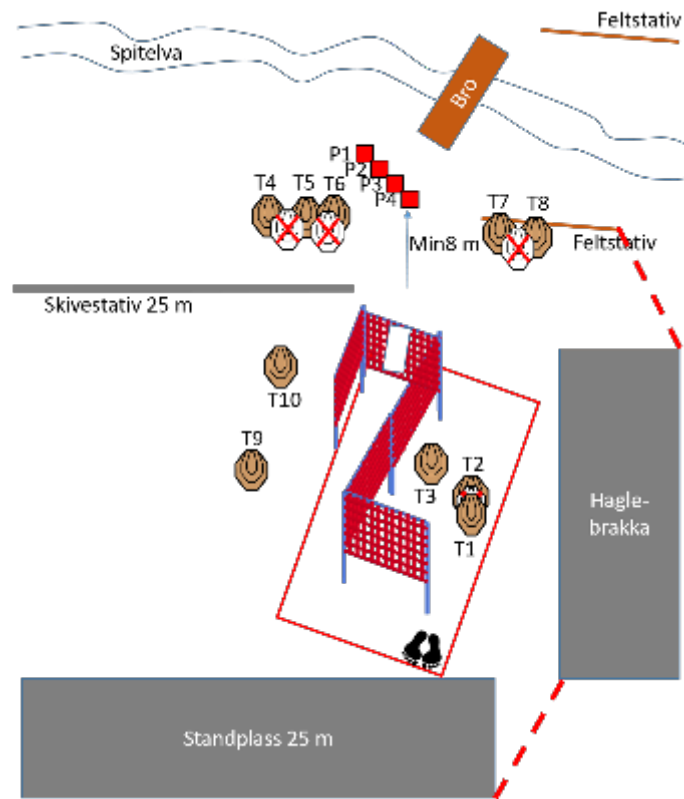 Feltstativ
Spitelva
Bro
P1
P2
P3
P4
T4 T5 T6
T7 T8
Min8 m
Feltstativ
Skivestativ 25 m
T10
T9
T2
T3
T1
Hagle-
brakka
Standplass 25 m